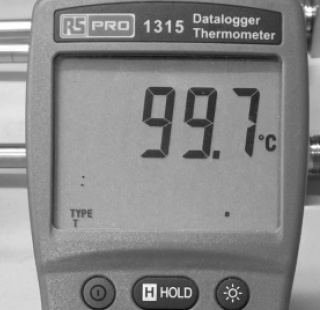 RS PRO 1315 Datalogger
Thermometer
99.7 °C
:
TYPE
T
H HOLD